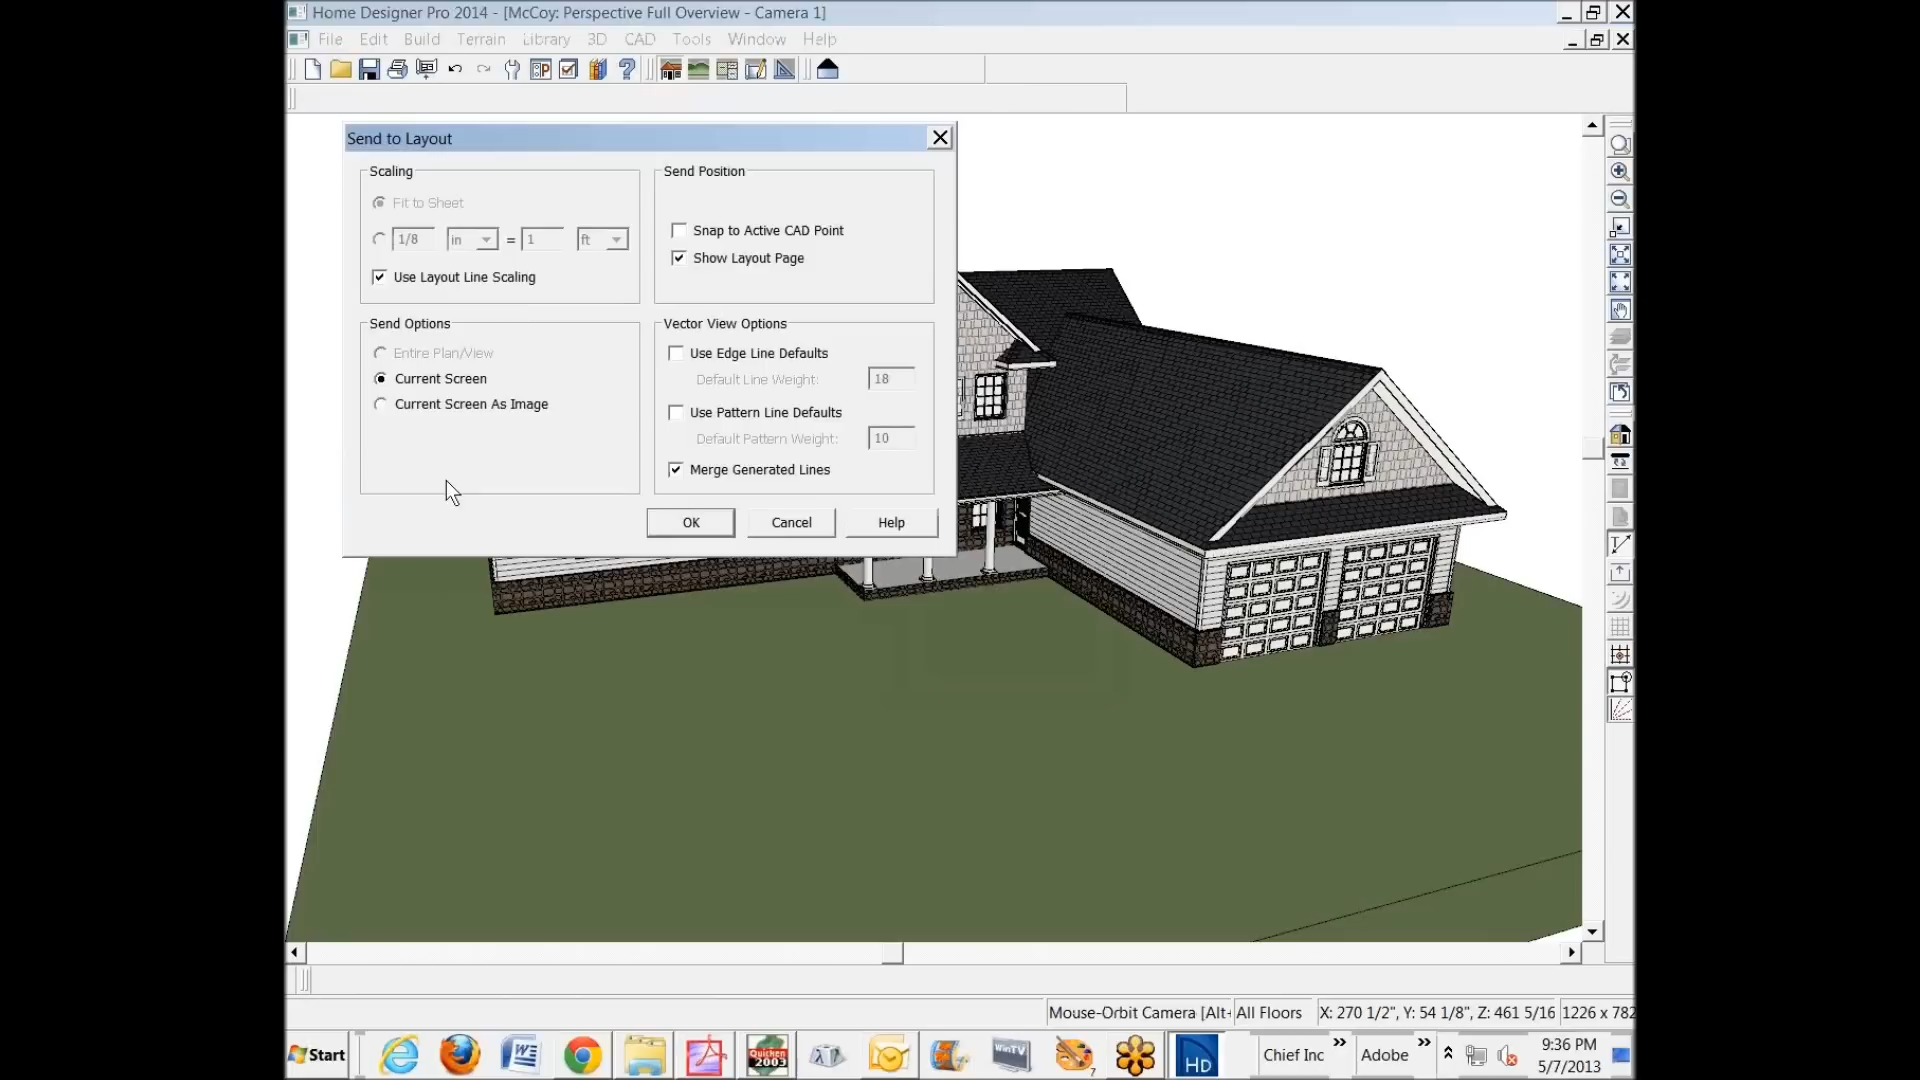 Home Designer Pro 2014 - [McCoy: Perspective Full Overview - Camera 1]
File Edit Build Terrain Library 3D CAD Tools Window Help
Send to Layout
Scaling
Fit to Sheet
1/8 in = 1 ft
Use Layout Line Scaling
Send Position
Snap to Active CAD Point
Show Layout Page
Send Options
Entire Plan/View
Current Screen
Current Screen As Image
Vector View Options
Use Edge Line Defaults
Default Line Weight: 18
Use Pattern Line Defaults
Default Pattern Weight: 10
Merge Generated Lines
OK Cancel Help
Mouse-Orbit Camera [Alt+ All Floors X: 270 1/2", Y: 54 1/8", Z: 461 5/16 1226 x 782
Start
Quicken 2003
WinTV
7
HD
Chief Inc
Adobe
9:36 PM
5/7/2013